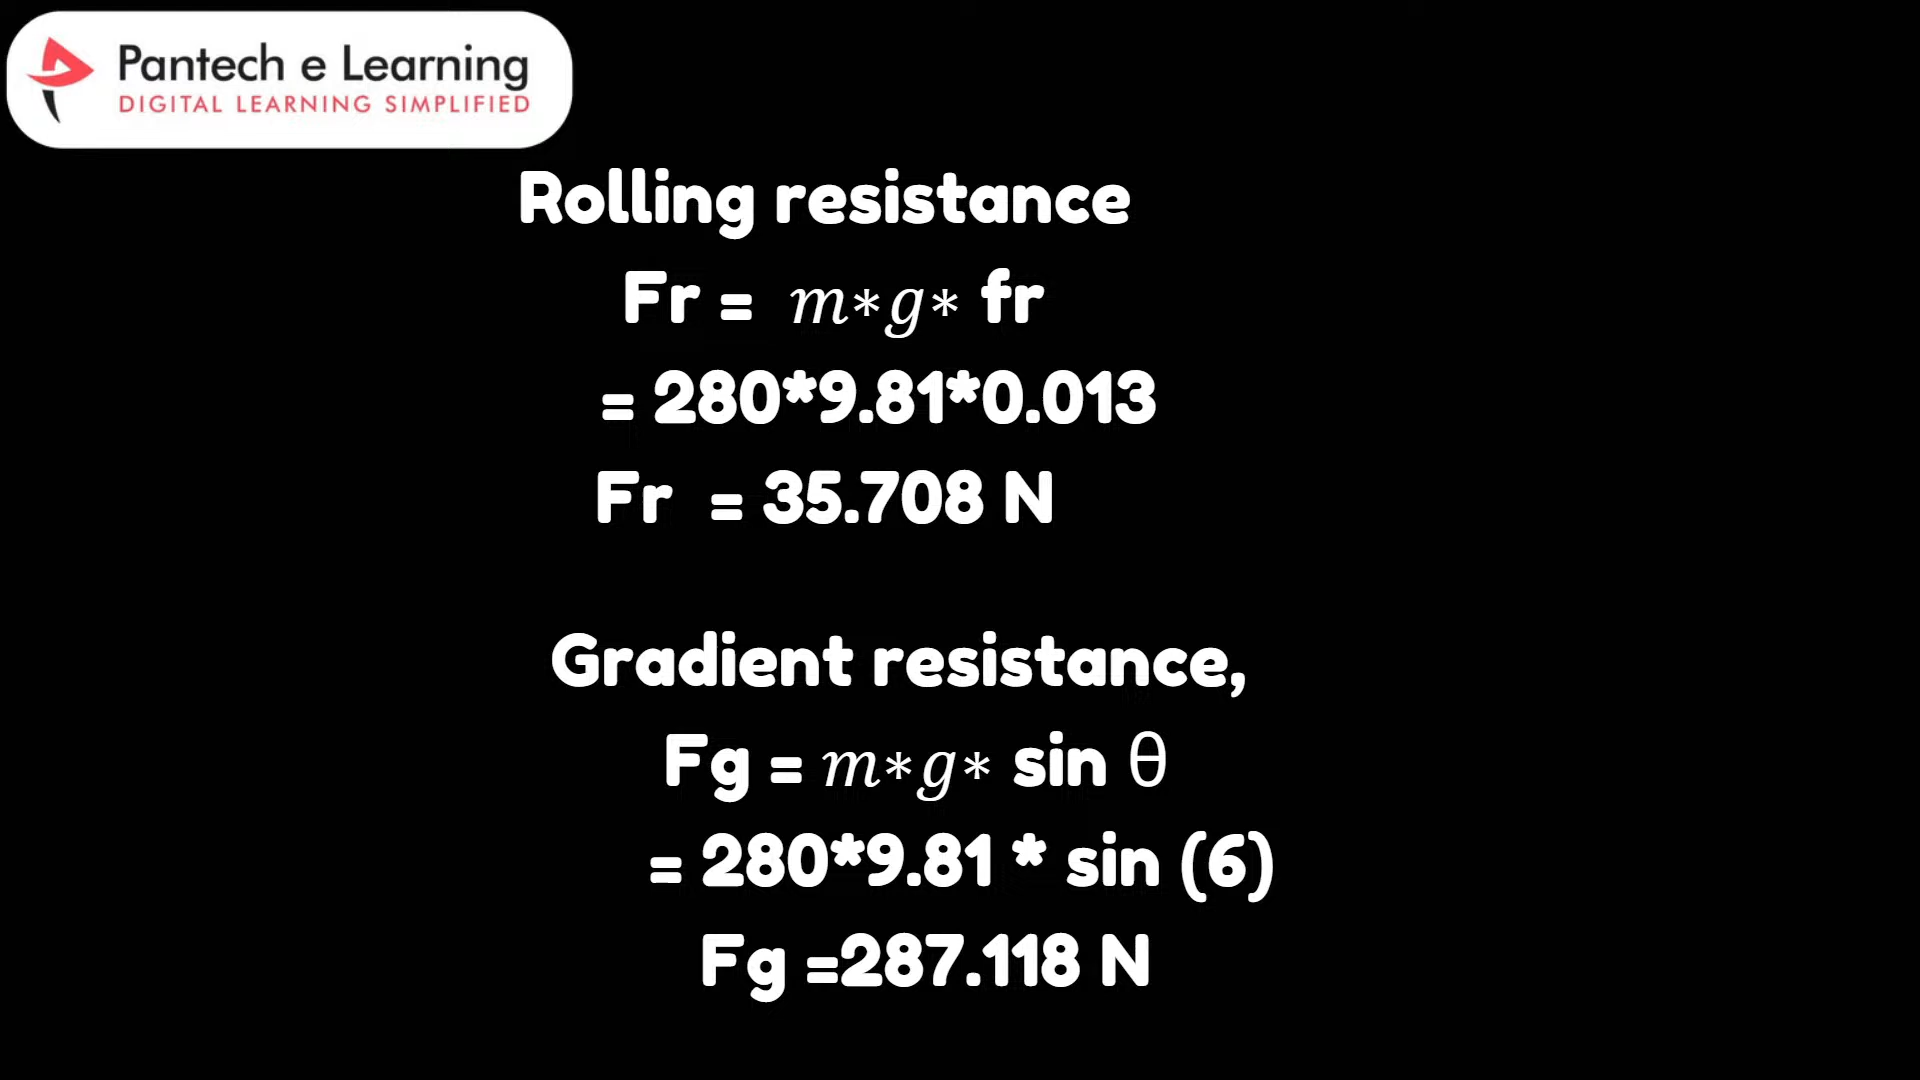 Pantech e Learning
DIGITAL LEARNING SIMPLIFIED
Rolling resistance
Fr = m∗g∗ fr
= 280*9.81*0.013
Fr = 35.708 N
Gradient resistance,
Fg = m∗g∗ sin θ
= 280*9.81 * sin (6)
Fg =287.118 N